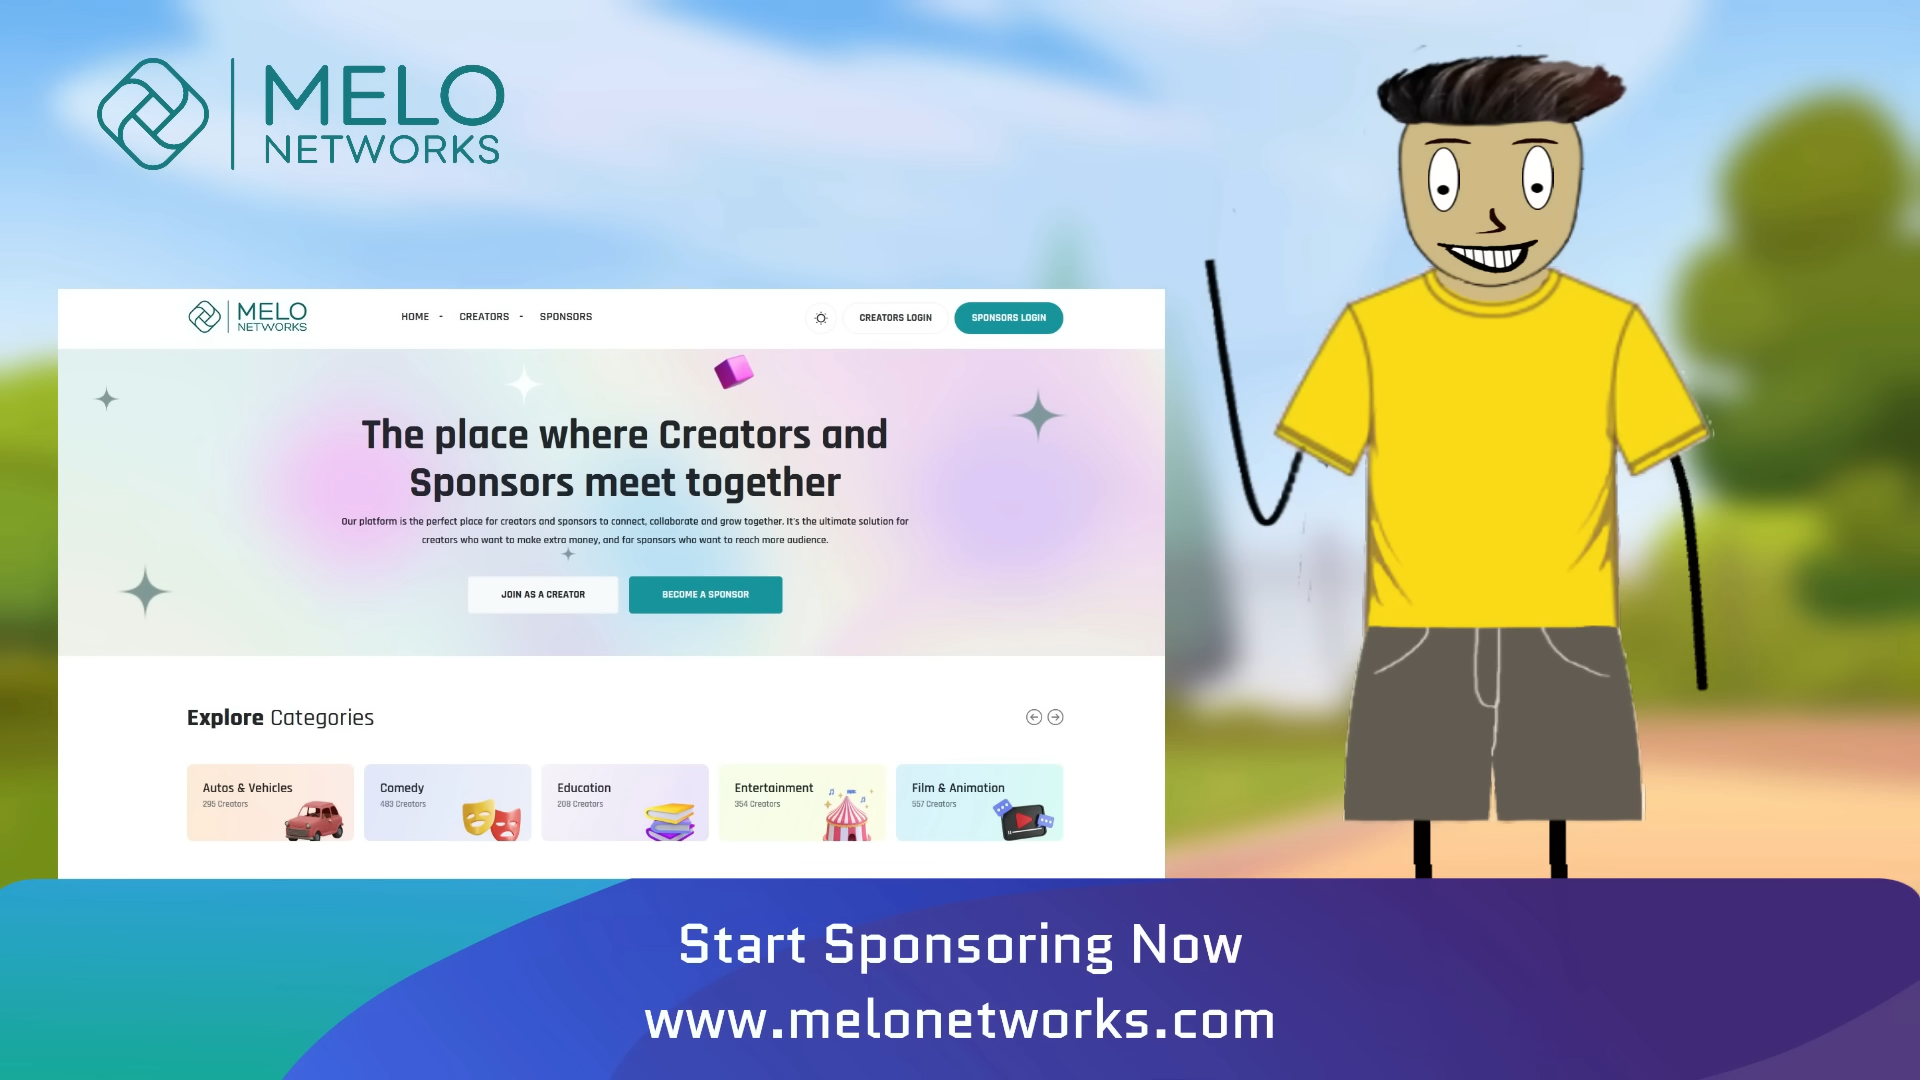 MELO
NETWORKS
MELO
NETWORKS
HOME - CREATORS - SPONSORS
CREATORS LOGIN
SPONSORS LOGIN
The place where Creators and
Sponsors meet together
Our platform is the perfect place for creators and sponsors to connect, collaborate and grow together. It's the ultimate solution for
creators who want to make extra money, and for sponsors who want to reach more audience.
JOIN AS A CREATOR
BECOME A SPONSOR
Explore Categories
Autos & Vehicles
295 Creators
Comedy
483 Creators
Education
208 Creators
Entertainment
354 Creators
Film & Animation
557 Creators
Start Sponsoring Now
www.melonetworks.com